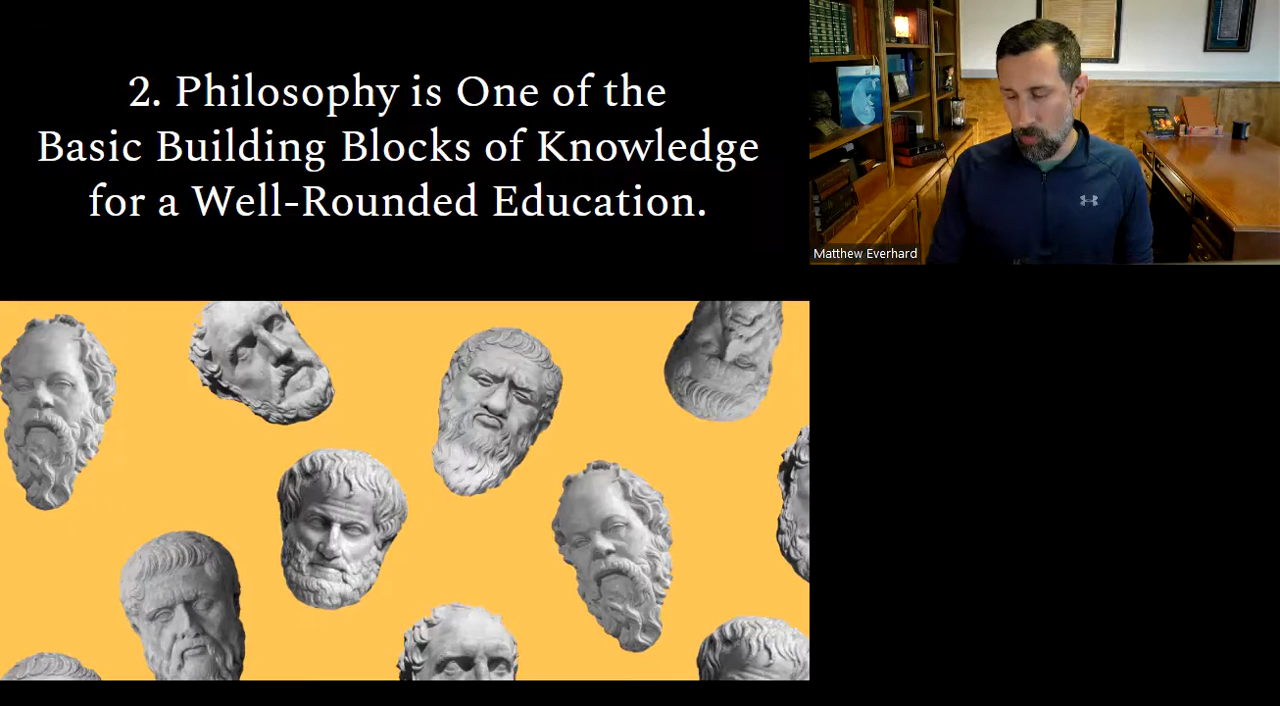 2. Philosophy is One of the
Basic Building Blocks of Knowledge
for a Well-Rounded Education.
Matthew Everhard